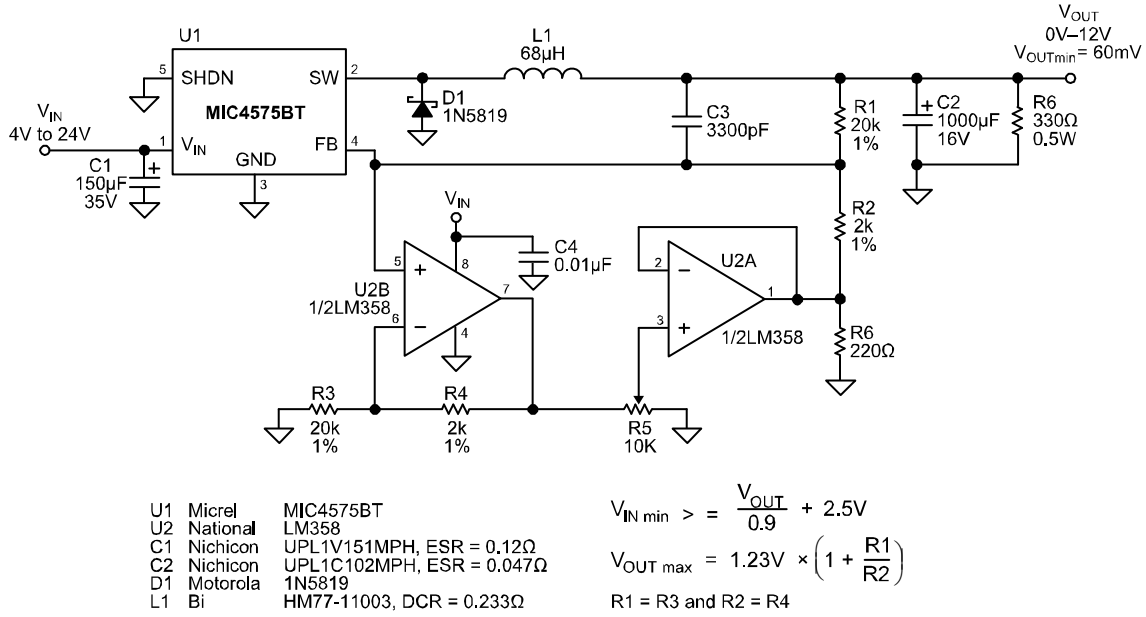 U1
5
SHDN
SW
2
MIC4575BT
V_IN
4V to 24V
1
V_IN
GND
FB
4
3
C1
150µF
35V
+
L1
68µH
D1
1N5819
C3
3300pF
R1
20k
1%
+
C2
1000µF
16V
R6
330Ω
0.5W
V_OUT
0V–12V
V_OUTmin = 60mV
R2
2k
1%
V_IN
C4
0.01µF
5
+
8
U2B
1/2LM358
7
6
–
4
2
–
U2A
1
3
+
1/2LM358
R6
220Ω
R3
20k
1%
R4
2k
1%
R5
10K
U1 Micrel MIC4575BT
U2 National LM358
C1 Nichicon UPL1V151MPH, ESR = 0.12Ω
C2 Nichicon UPL1C102MPH, ESR = 0.047Ω
D1 Motorola 1N5819
L1 Bi HM77-11003, DCR = 0.233Ω
V_IN min > = V_OUT / 0.9 + 2.5V
V_OUT max = 1.23V × (1 + R1 / R2)
R1 = R3 and R2 = R4